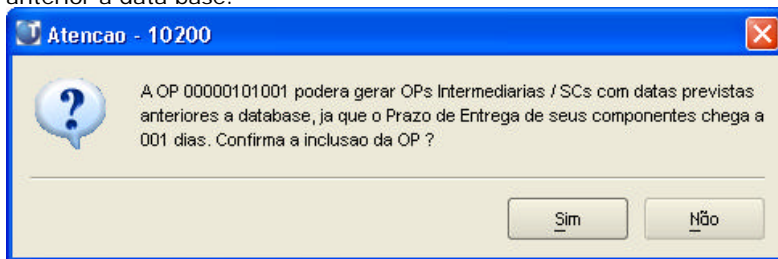 anterior a data base.
Atencao - 10200
A OP 00000101001 podera gerar OPs Intermediarias / SCs com datas previstas
anteriores a database, ja que o Prazo de Entrega de seus componentes chega a
001 dias. Confirma a inclusao da OP ?
Sim
Não